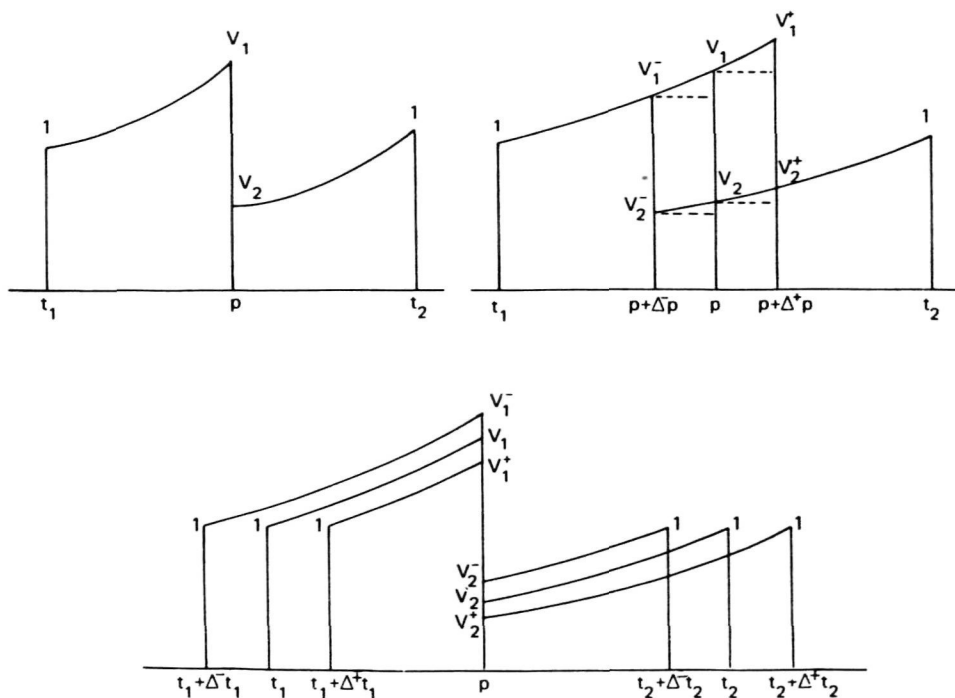 V₁
1
1
V₂
t₁ p t₂
V₁⁺
V₁
V₁⁻
1
1
V₂⁺
V₂
V₂⁻
t₁ p+Δ⁻p p p+Δ⁺p t₂
V₁⁻
V₁
V₁⁺
1 1 1 1 1 1
V₂⁻
V₂
V₂⁺
t₁+Δ⁻t₁ t₁ t₁+Δ⁺t₁ p t₂+Δ⁻t₂ t₂ t₂+Δ⁺t₂